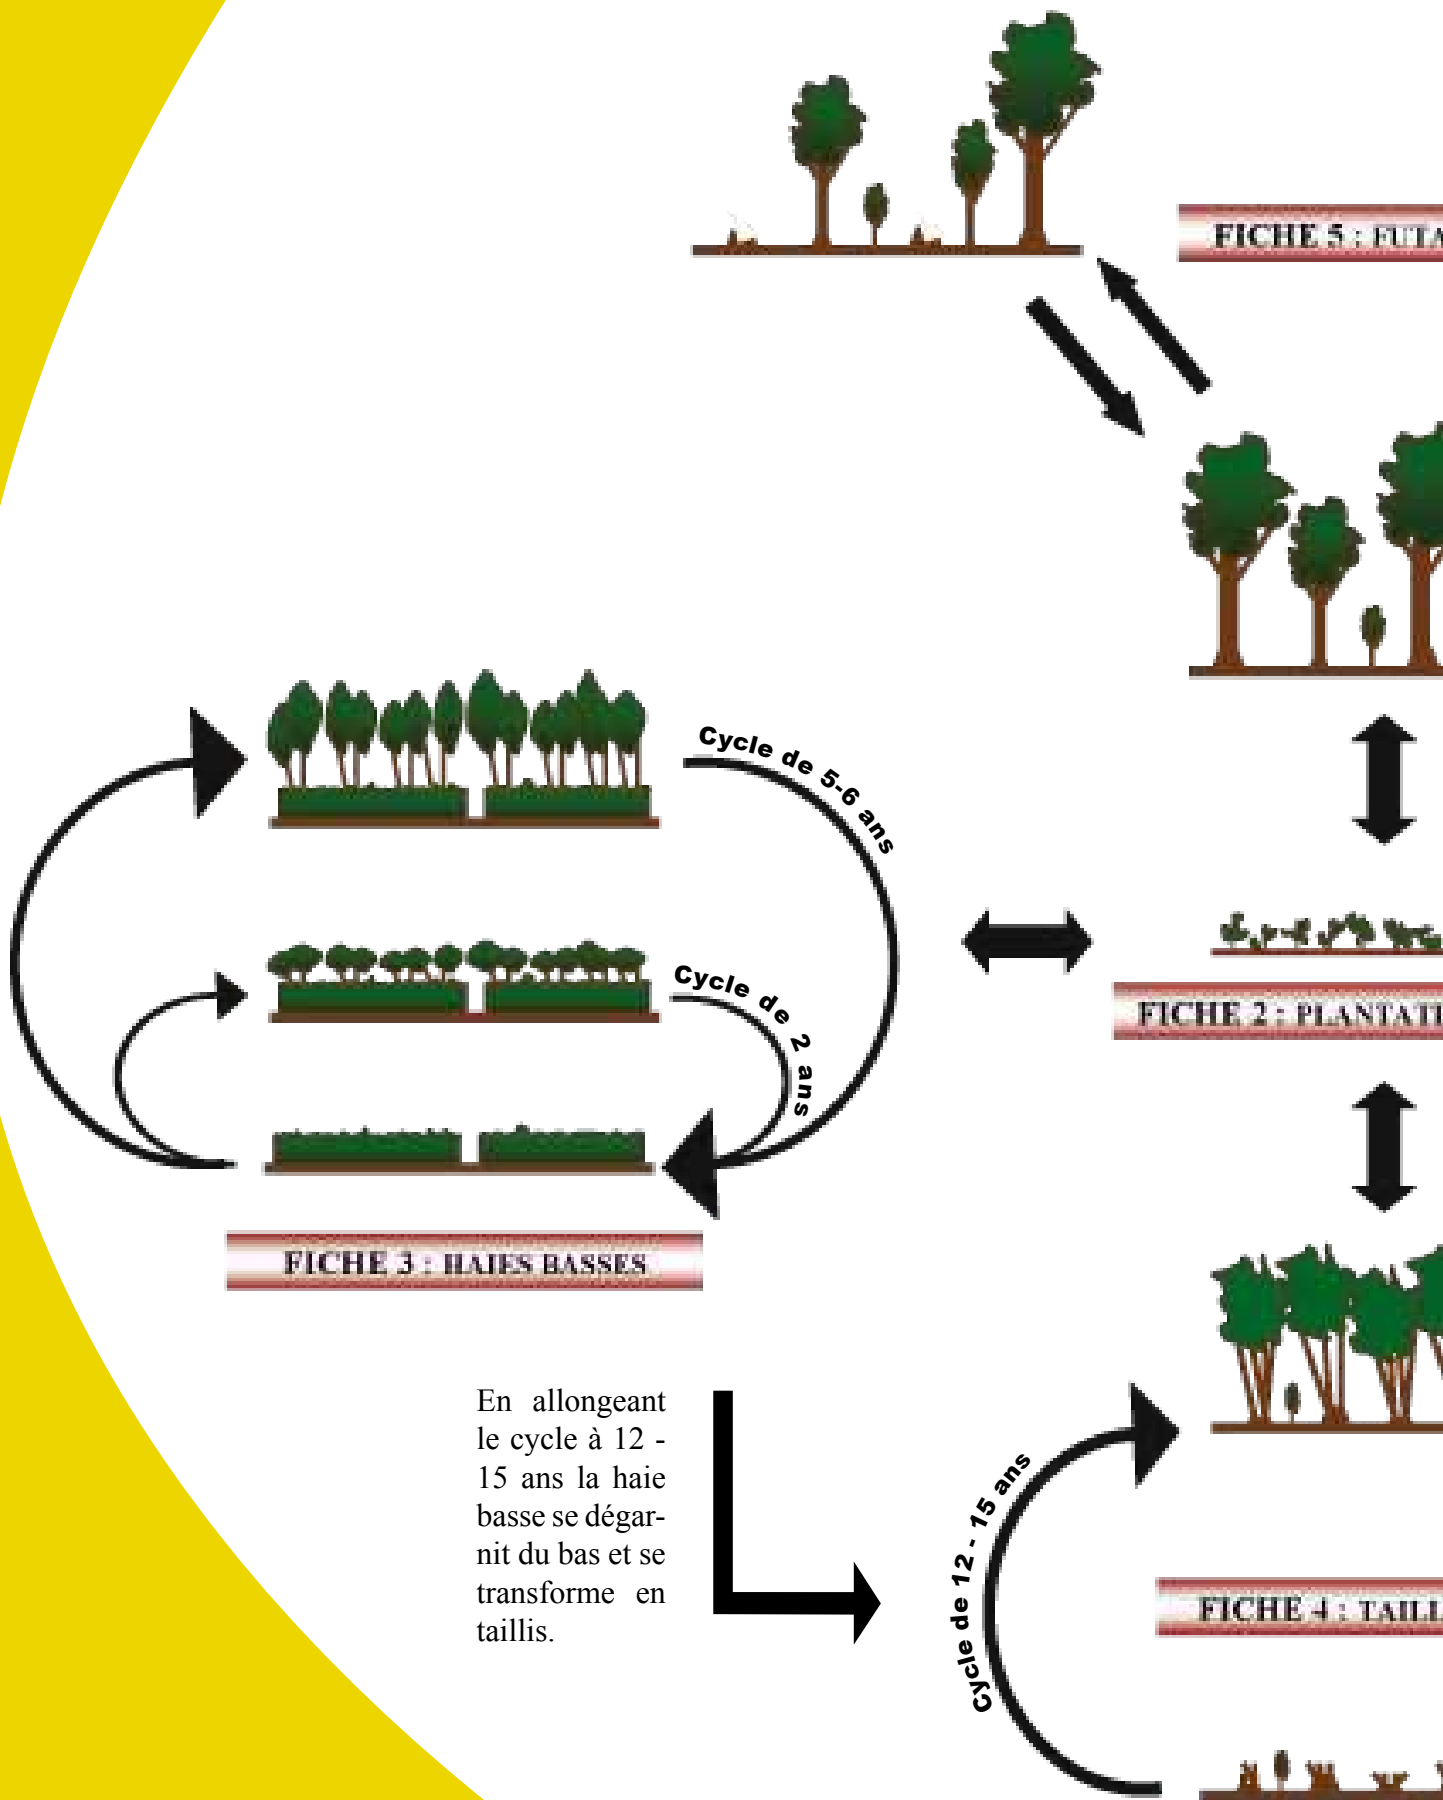 FICHE 5 : FUTA
Cycle de 5-6 ans
Cycle de 2 ans
FICHE 2 : PLANTATI
FICHE 3 : HAIES BASSES
En allongeant
le cycle à 12 -
15 ans la haie
basse se dégar-
nit du bas et se
transforme en
taillis.
Cycle de 12 - 15 ans
FICHE 4 : TAILL